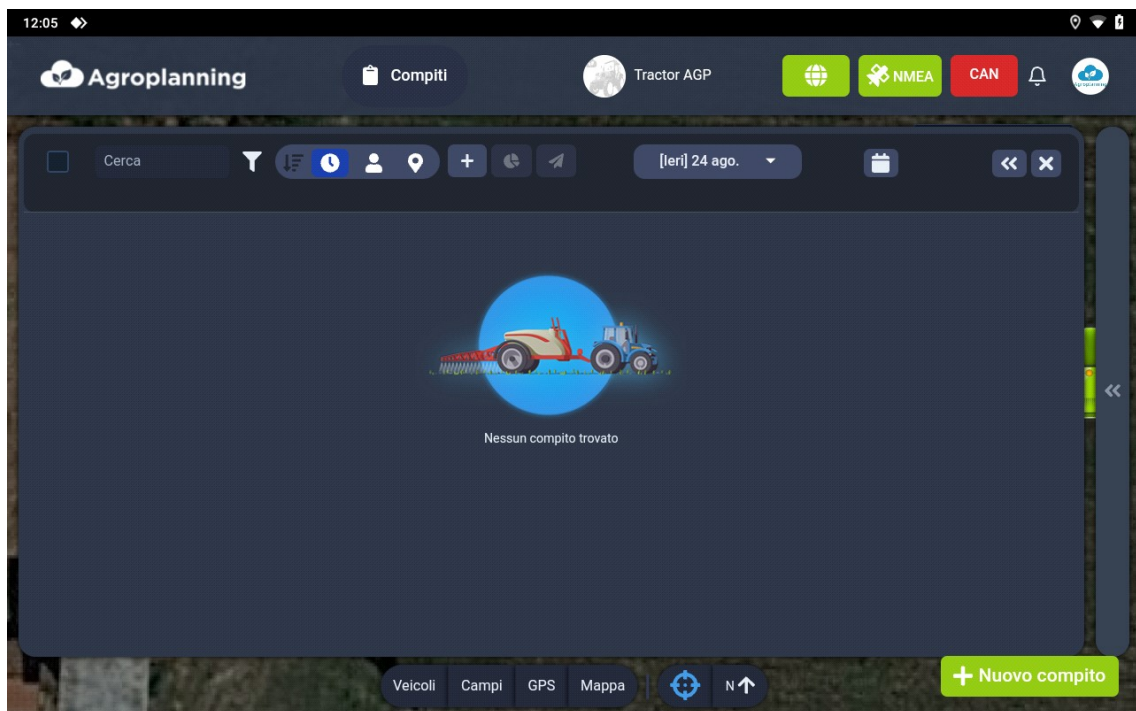 12:05
Agroplanning
Compiti
Tractor AGP
NMEA
CAN
Cerca
[Ieri] 24 ago.
Nessun compito trovato
Veicoli
Campi
GPS
Mappa
N
Nuovo compito